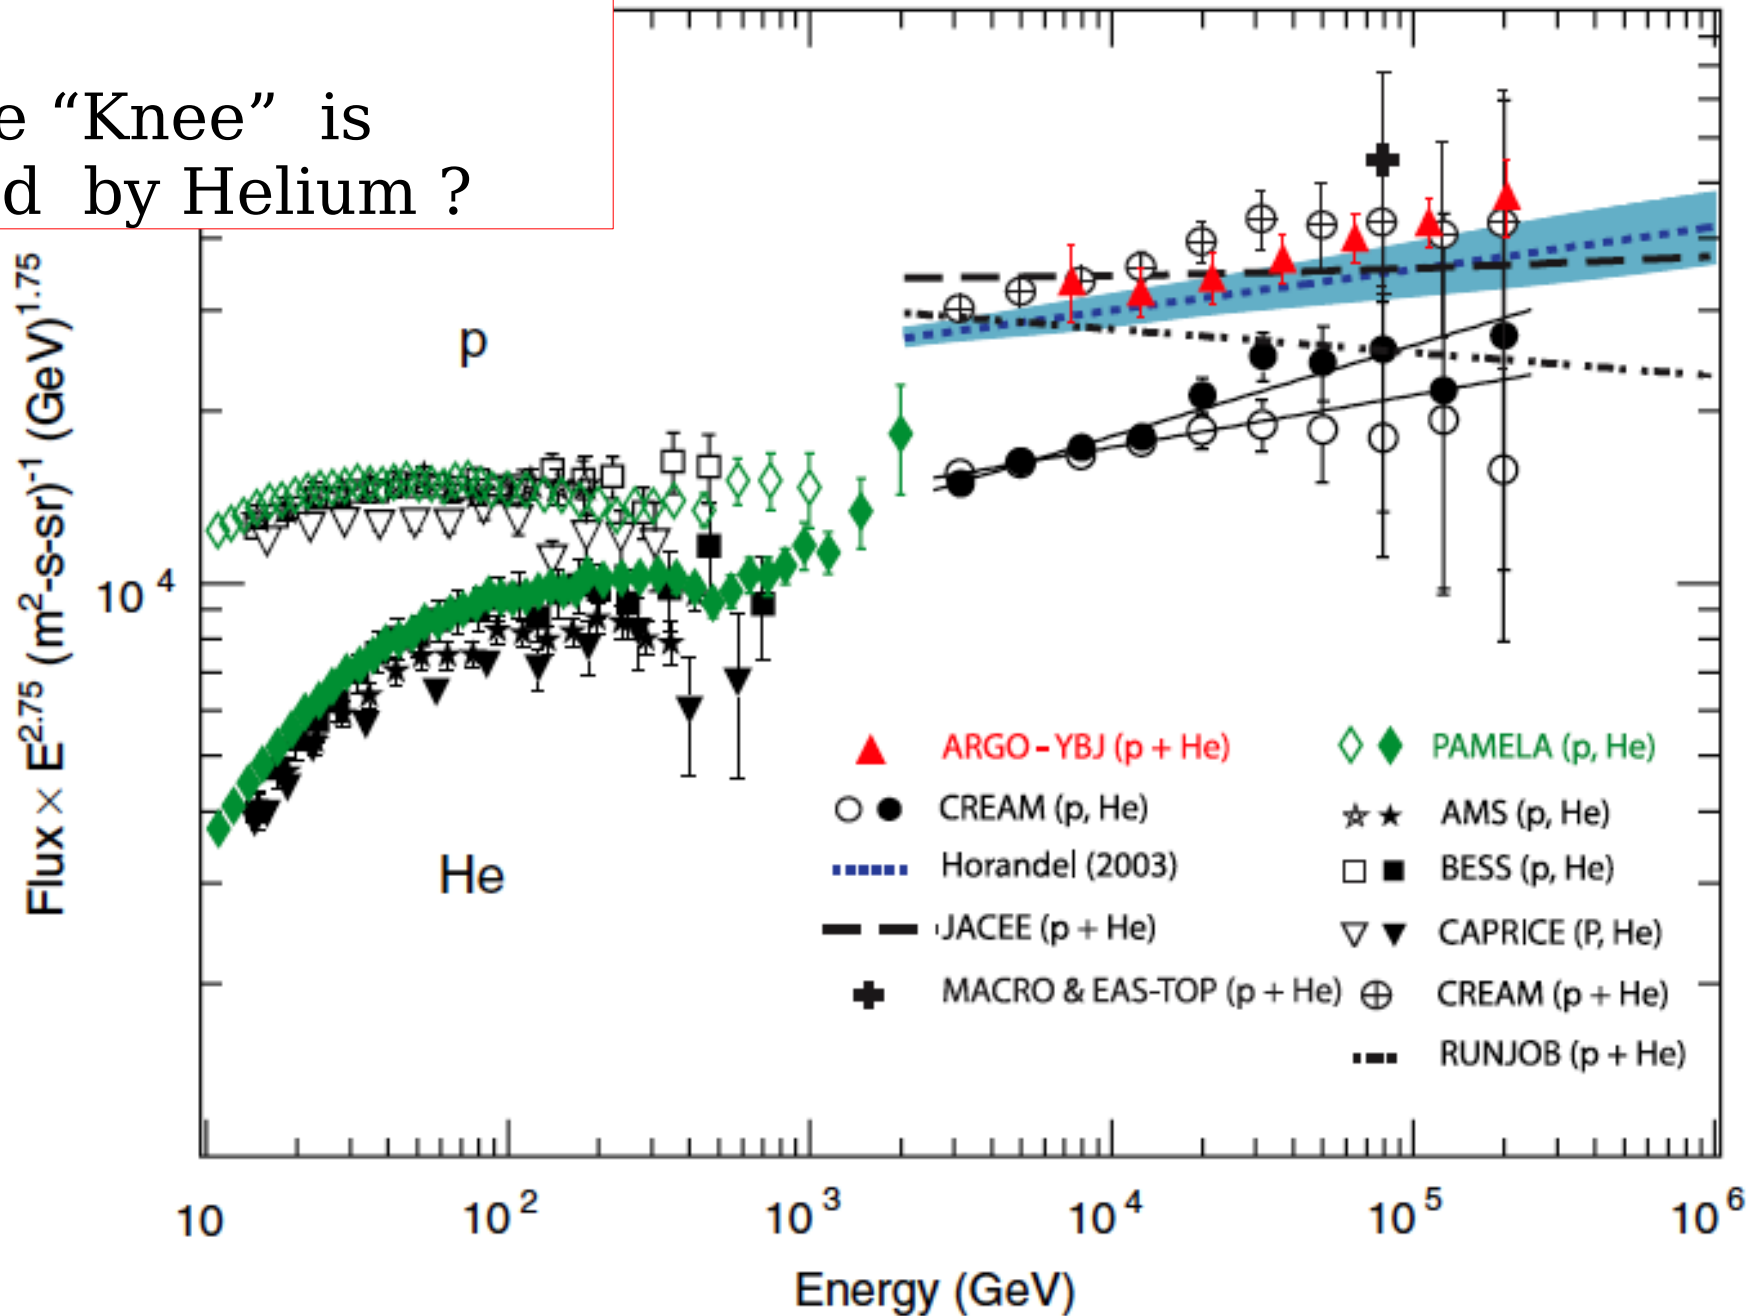 e “Knee” is
d by Helium ?
Flux × E^2.75 (m^2-s-sr)^-1 (GeV)^1.75
p
10^4
He
ARGO-YBJ (p + He)
PAMELA (p, He)
CREAM (p, He)
AMS (p, He)
Horandel (2003)
BESS (p, He)
JACEE (p + He)
CAPRICE (P, He)
MACRO & EAS-TOP (p + He)
CREAM (p + He)
RUNJOB (p + He)
10 10^2 10^3 10^4 10^5 10^6
Energy (GeV)